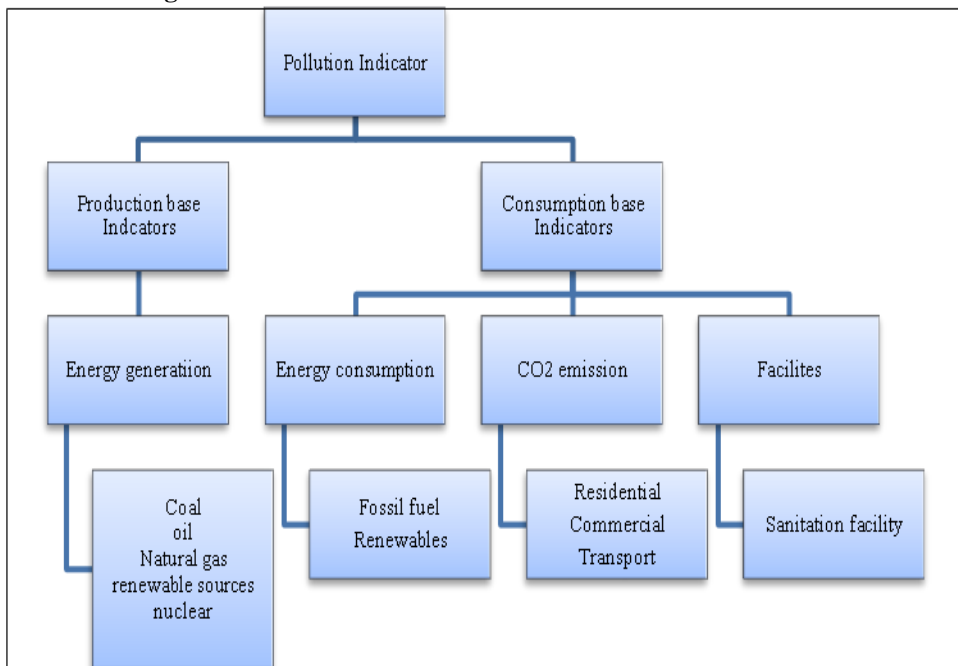 Pollution Indicator
Production base
Indcators
Consumption base
Indicators
Energy generatiion
Energy consumption
CO2 emission
Facilites
Coal
oil
Natural gas
renewable sources
nuclear
Fossil fuel
Renewables
Residential
Commercial
Transport
Sanitation facility